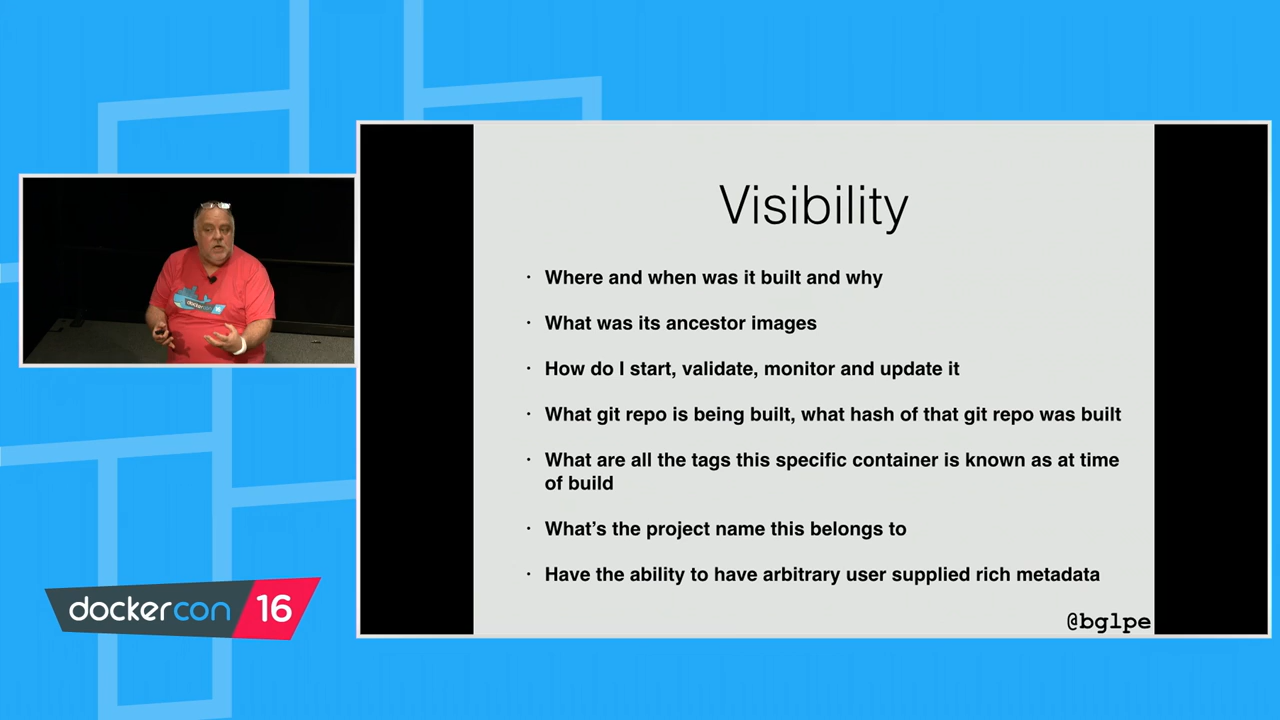 Visibility
· Where and when was it built and why
· What was its ancestor images
· How do I start, validate, monitor and update it
· What git repo is being built, what hash of that git repo was built
· What are all the tags this specific container is known as at time
of build
· What’s the project name this belongs to
· Have the ability to have arbitrary user supplied rich metadata
@bglpe
dockercon 16